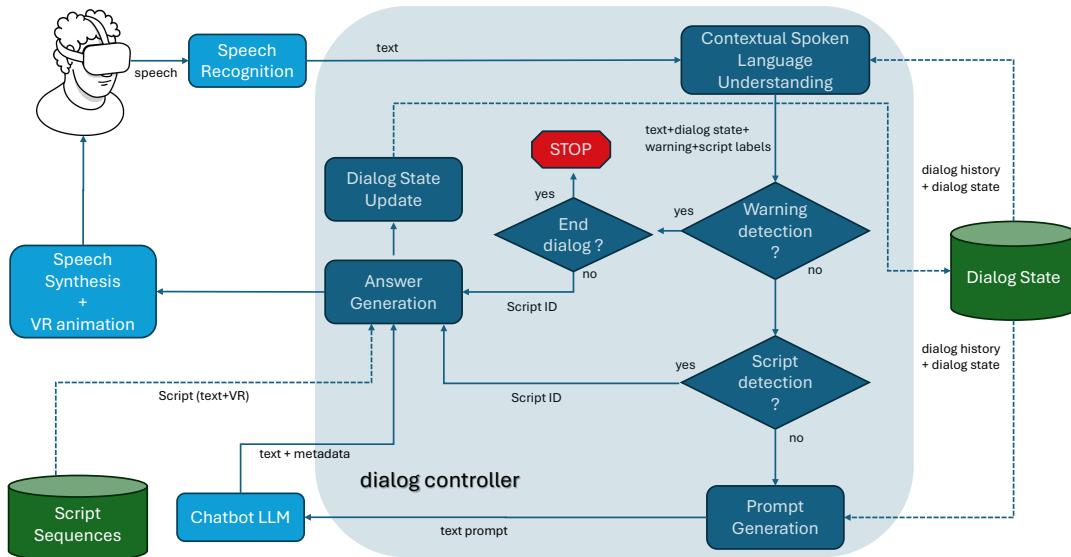 speech
Speech
Recognition
text
Contextual Spoken
Language
Understanding
text+dialog state+
warning+script labels
STOP
yes
Dialog State
Update
End
dialog ?
yes
Warning
detection
?
no
no
dialog history
+ dialog state
Dialog State
Speech
Synthesis
+
VR animation
Answer
Generation
Script ID
dialog history
+ dialog state
yes
Script
detection
?
Script ID
no
Script (text+VR)
text + metadata
dialog controller
Script
Sequences
Chatbot LLM
text prompt
Prompt
Generation